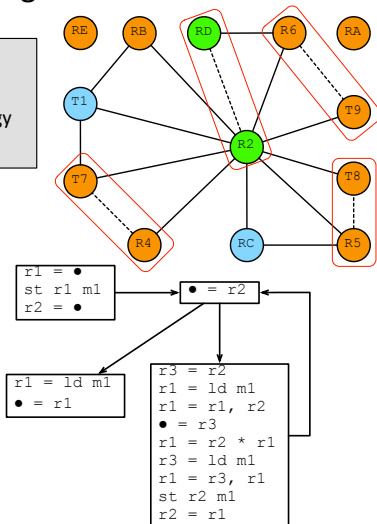 g
gy
RE
RB
RD
R6
RA
T1
T9
R2
T7
T8
R4
RC
R5
r1 = ●
st r1 m1
r2 = ●
● = r2
r1 = ld m1
● = r1
r3 = r2
r1 = ld m1
r1 = r1, r2
● = r3
r1 = r2 * r1
r3 = ld m1
r1 = r3, r1
st r2 m1
r2 = r1